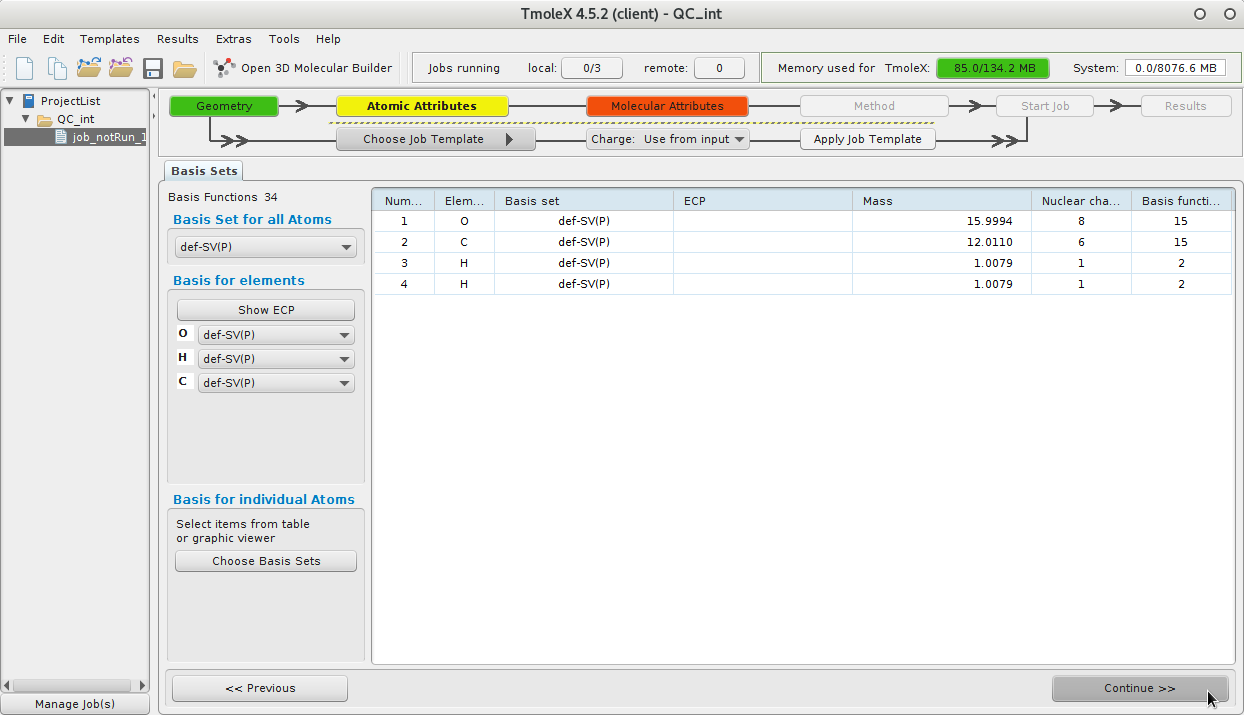 TmoleX 4.5.2 (client) - QC_int
File Edit Templates Results Extras Tools Help
Open 3D Molecular Builder Jobs running local: 0/3 remote: 0 Memory used for TmoleX: 85.0/134.2 MB System: 0.0/8076.6 MB
ProjectList
QC_int
job_notRun_1
Manage Job(s)
Geometry Atomic Attributes Molecular Attributes Method Start Job Results
Choose Job Template Charge: Use from input Apply Job Template
Basis Sets
Basis Functions 34
Basis Set for all Atoms
def-SV(P)
Basis for elements
Show ECP
O def-SV(P)
H def-SV(P)
C def-SV(P)
Basis for individual Atoms
Select items from table
or graphic viewer
Choose Basis Sets
Num... Elem... Basis set ECP Mass Nuclear cha... Basis functi...
1 O def-SV(P) 15.9994 8 15
2 C def-SV(P) 12.0110 6 15
3 H def-SV(P) 1.0079 1 2
4 H def-SV(P) 1.0079 1 2
<< Previous Continue >>